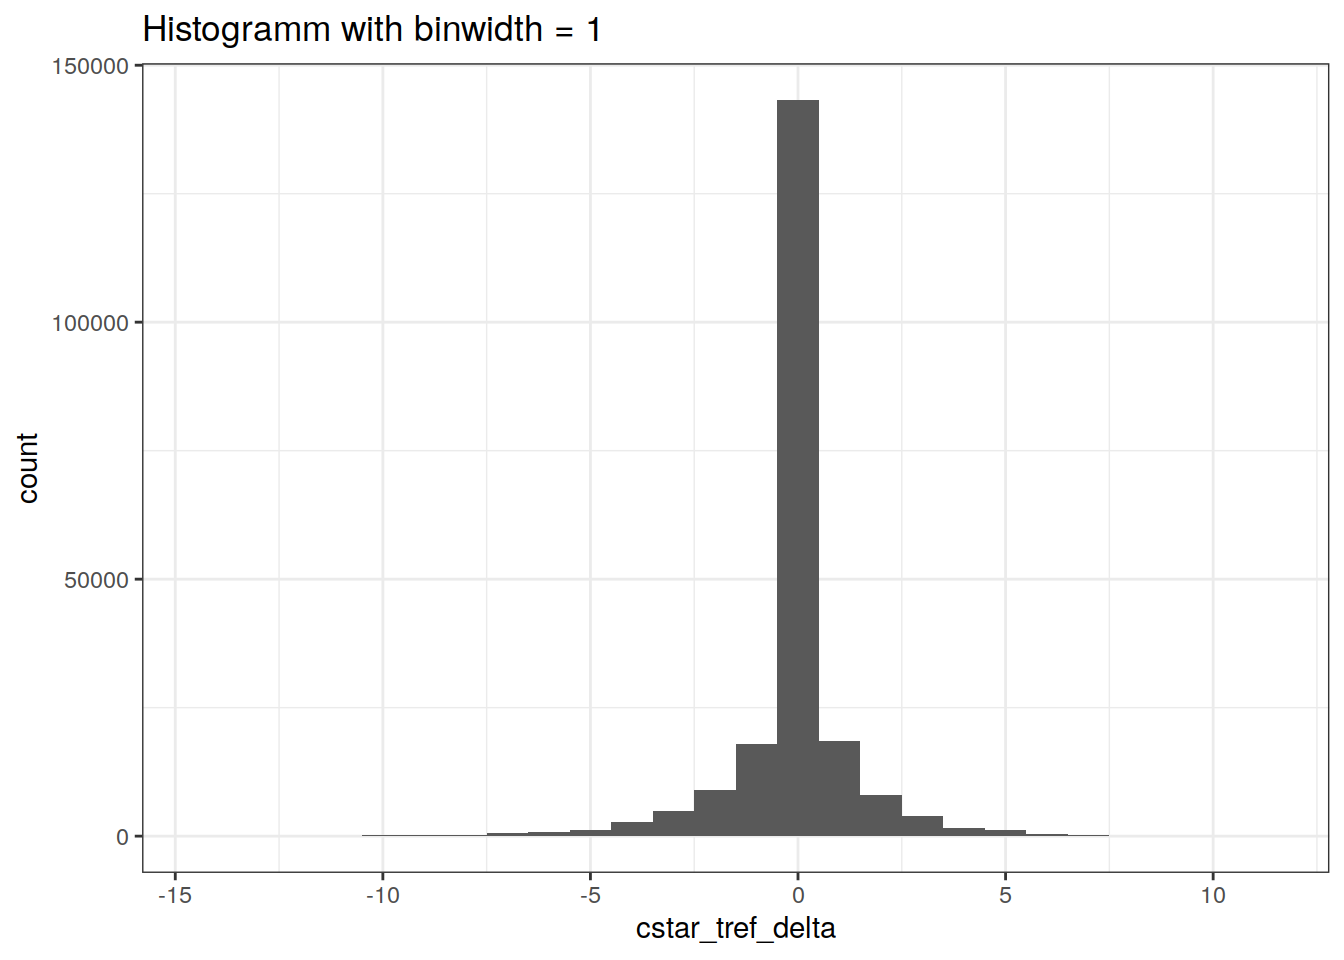 Histogramm with binwidth = 1
150000
100000
50000
0
count
-15 -10 -5 0 5 10
cstar_tref_delta